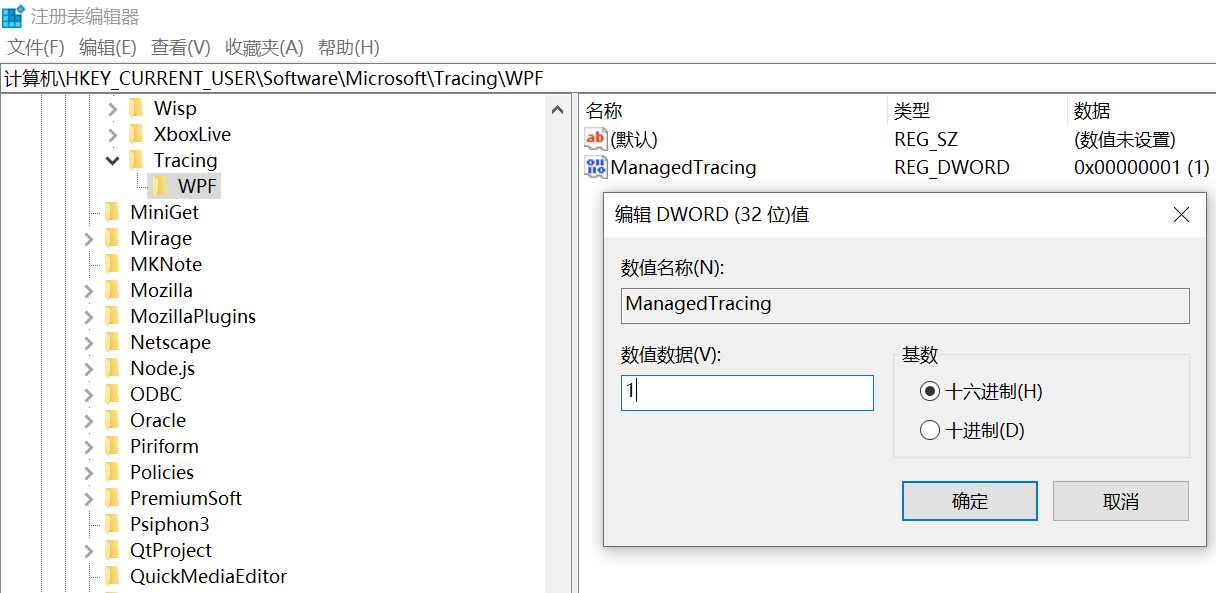 注册表编辑器
文件(F) 编辑(E) 查看(V) 收藏夹(A) 帮助(H)
计算机\HKEY_CURRENT_USER\Software\Microsoft\Tracing\WPF
Wisp
XboxLive
Tracing
WPF
MiniGet
Mirage
MKNote
Mozilla
MozillaPlugins
Netscape
Node.js
ODBC
Oracle
Piriform
Policies
PremiumSoft
Psiphon3
QtProject
QuickMediaEditor
名称 类型 数据
ab (默认) REG_SZ (数值未设置)
ManagedTracing REG_DWORD 0x00000001 (1)
编辑 DWORD (32 位)值
数值名称(N):
ManagedTracing
数值数据(V):
1
基数
十六进制(H)
十进制(D)
确定 取消